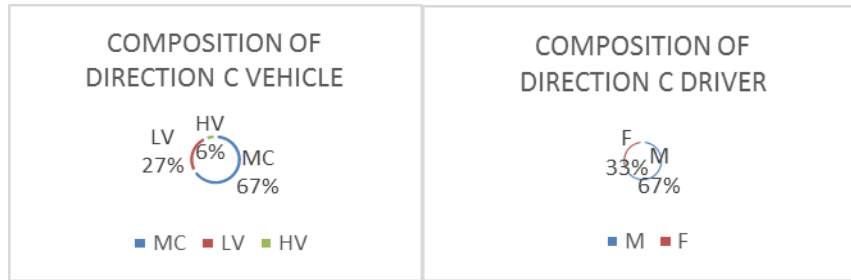 COMPOSITION OF
DIRECTION C VEHICLE
HV
6%
LV
27%
MC
67%
MC LV HV
COMPOSITION OF
DIRECTION C DRIVER
F
33%
M
67%
M F